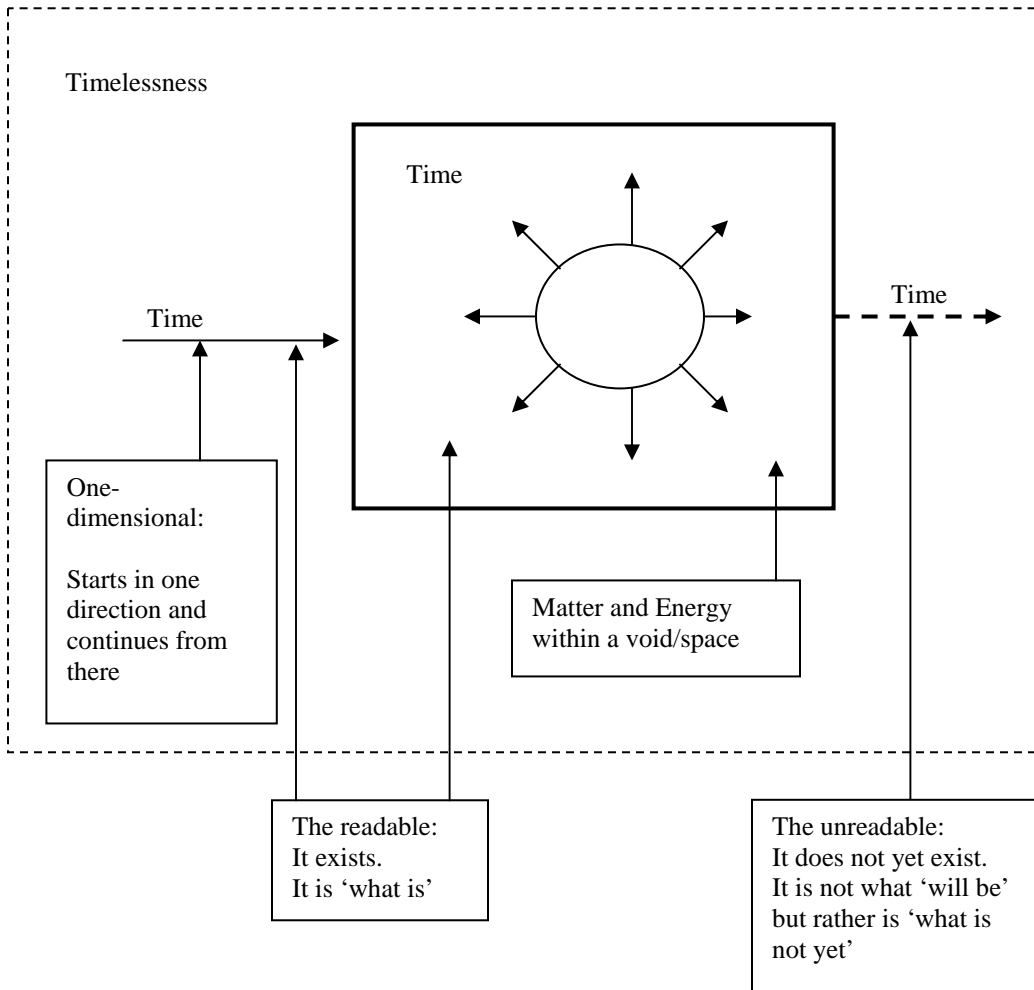 Timelessness
Time
Time
Time
One-
dimensional:
Starts in one
direction and
continues from
there
Matter and Energy
within a void/space
The readable:
It exists.
It is ‘what is’
The unreadable:
It does not yet exist.
It is not what ‘will be’
but rather is ‘what is
not yet’